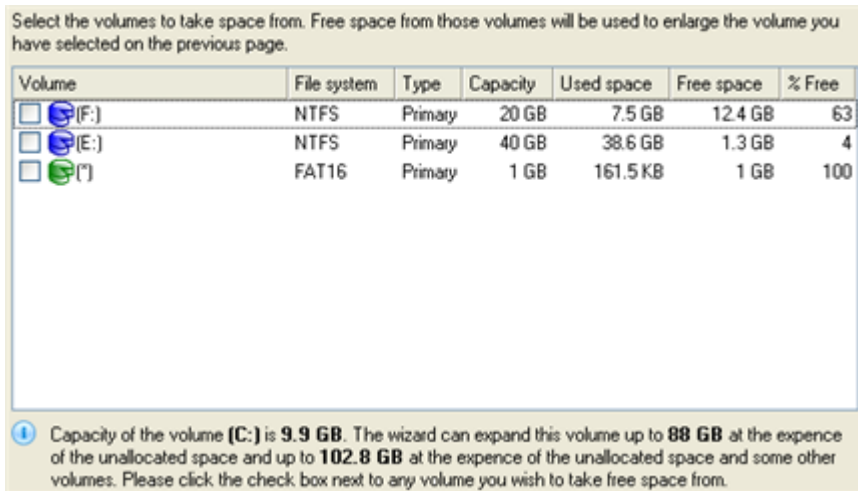 Select the volumes to take space from. Free space from those volumes will be used to enlarge the volume you
have selected on the previous page.
Volume File system Type Capacity Used space Free space % Free
(F:) NTFS Primary 20 GB 7.5 GB 12.4 GB 63
(E:) NTFS Primary 40 GB 38.6 GB 1.3 GB 4
(*) FAT16 Primary 1 GB 161.5 KB 1 GB 100
Capacity of the volume (C:) is 9.9 GB. The wizard can expand this volume up to 88 GB at the expence
of the unallocated space and up to 102.8 GB at the expence of the unallocated space and some other
volumes. Please click the check box next to any volume you wish to take free space from.